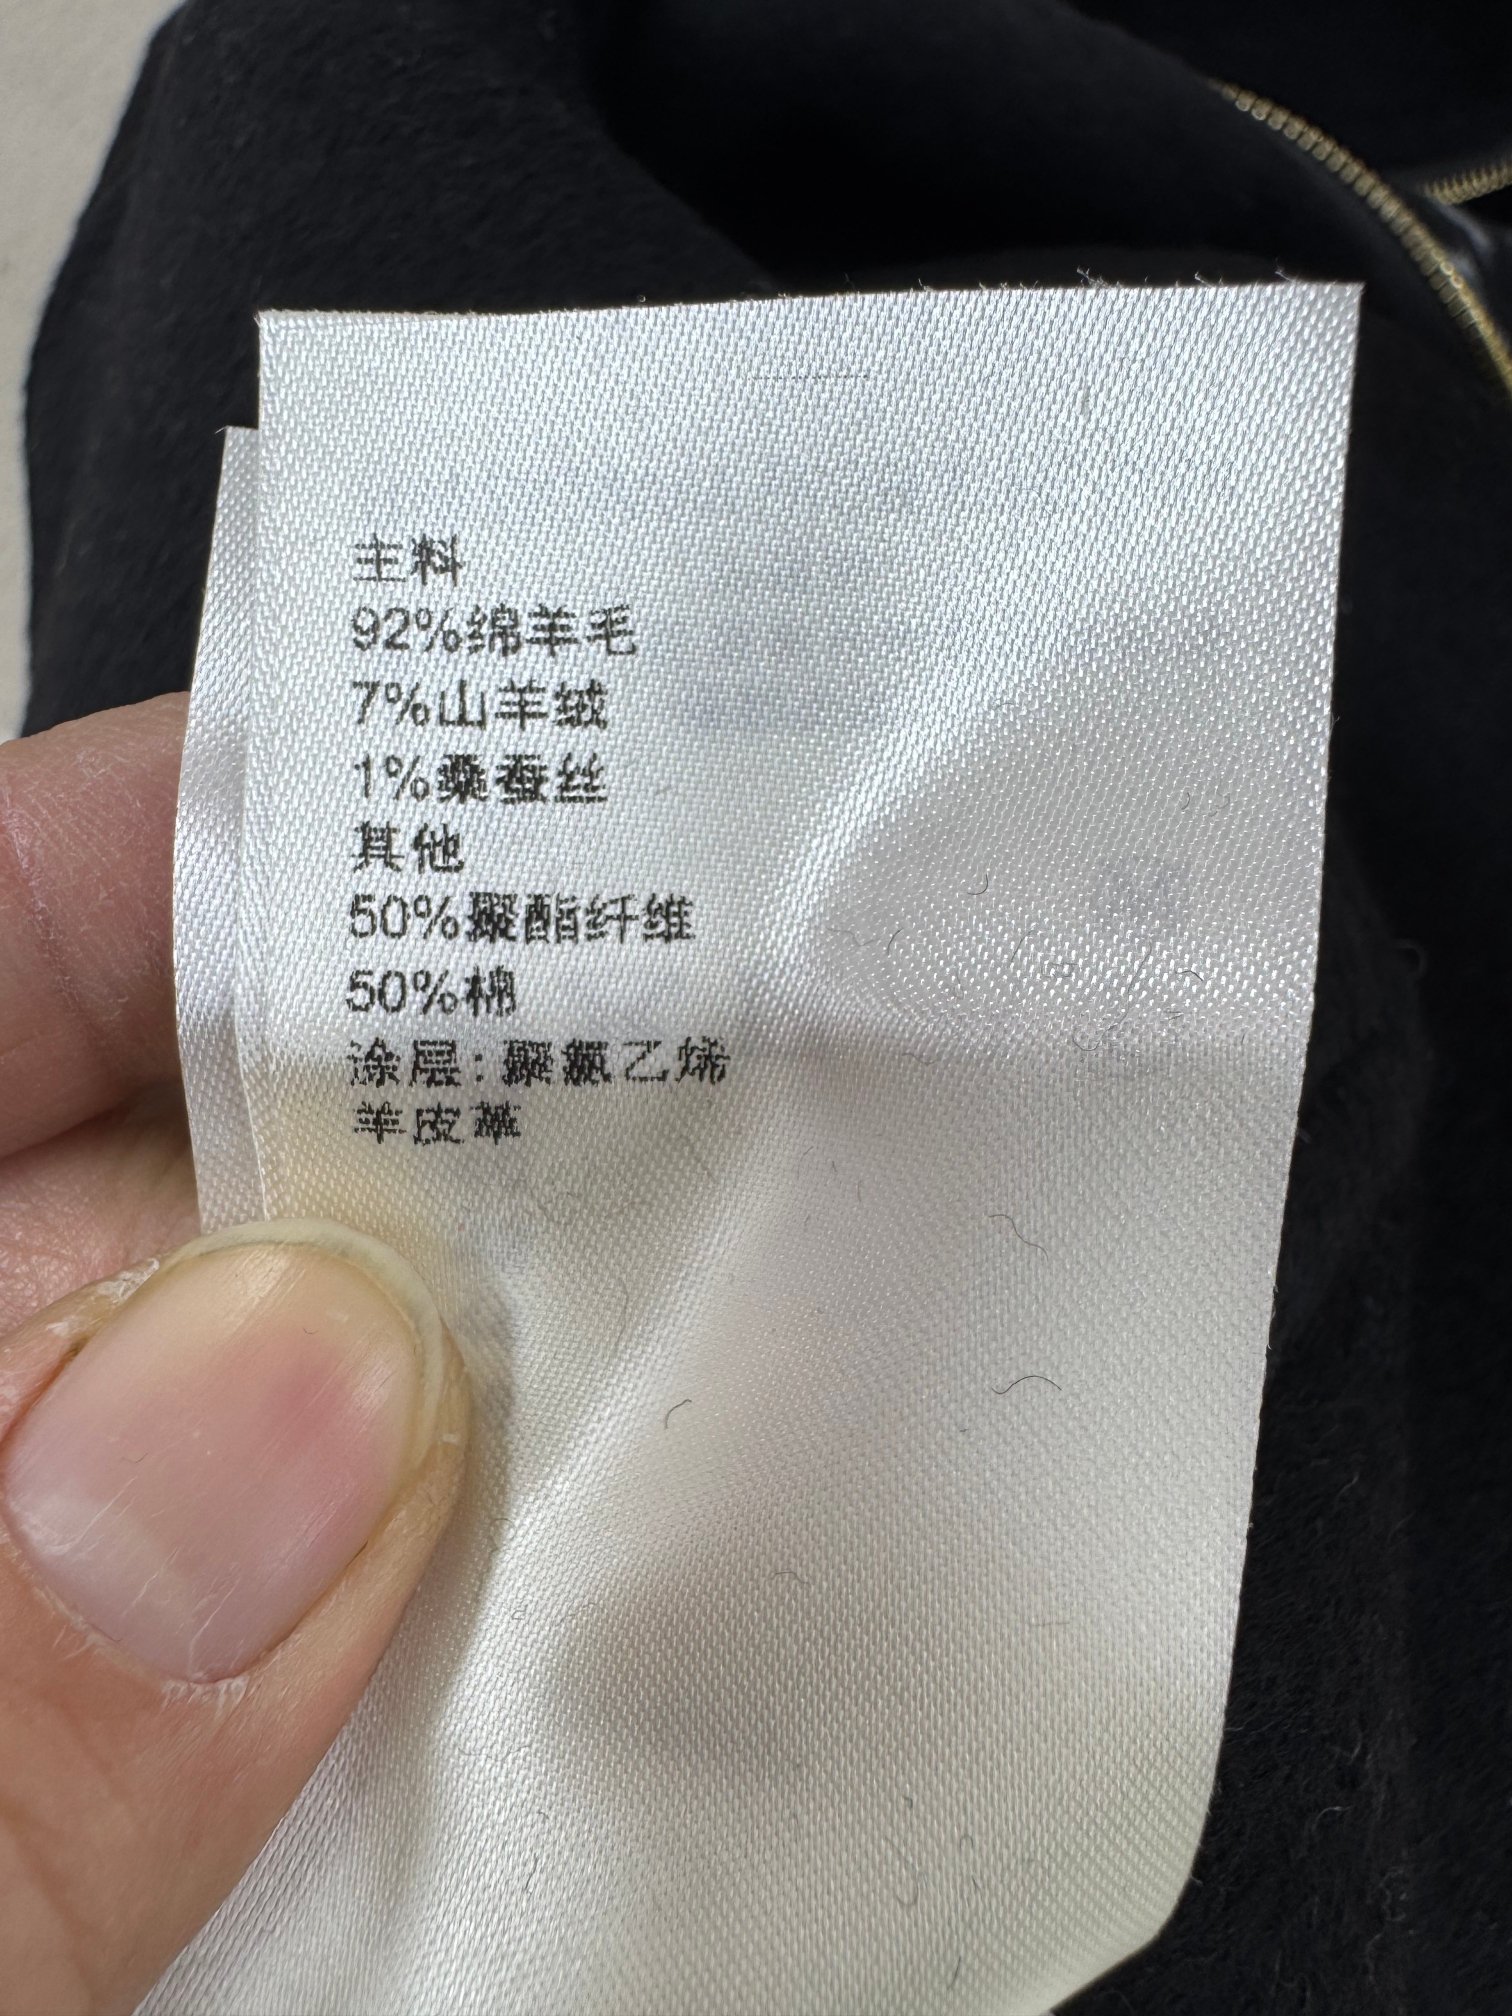 主料
92%绵羊毛
7%山羊绒
1%桑蚕丝
其他
50%聚酯纤维
50%棉
涂层:聚氯乙烯
羊皮革